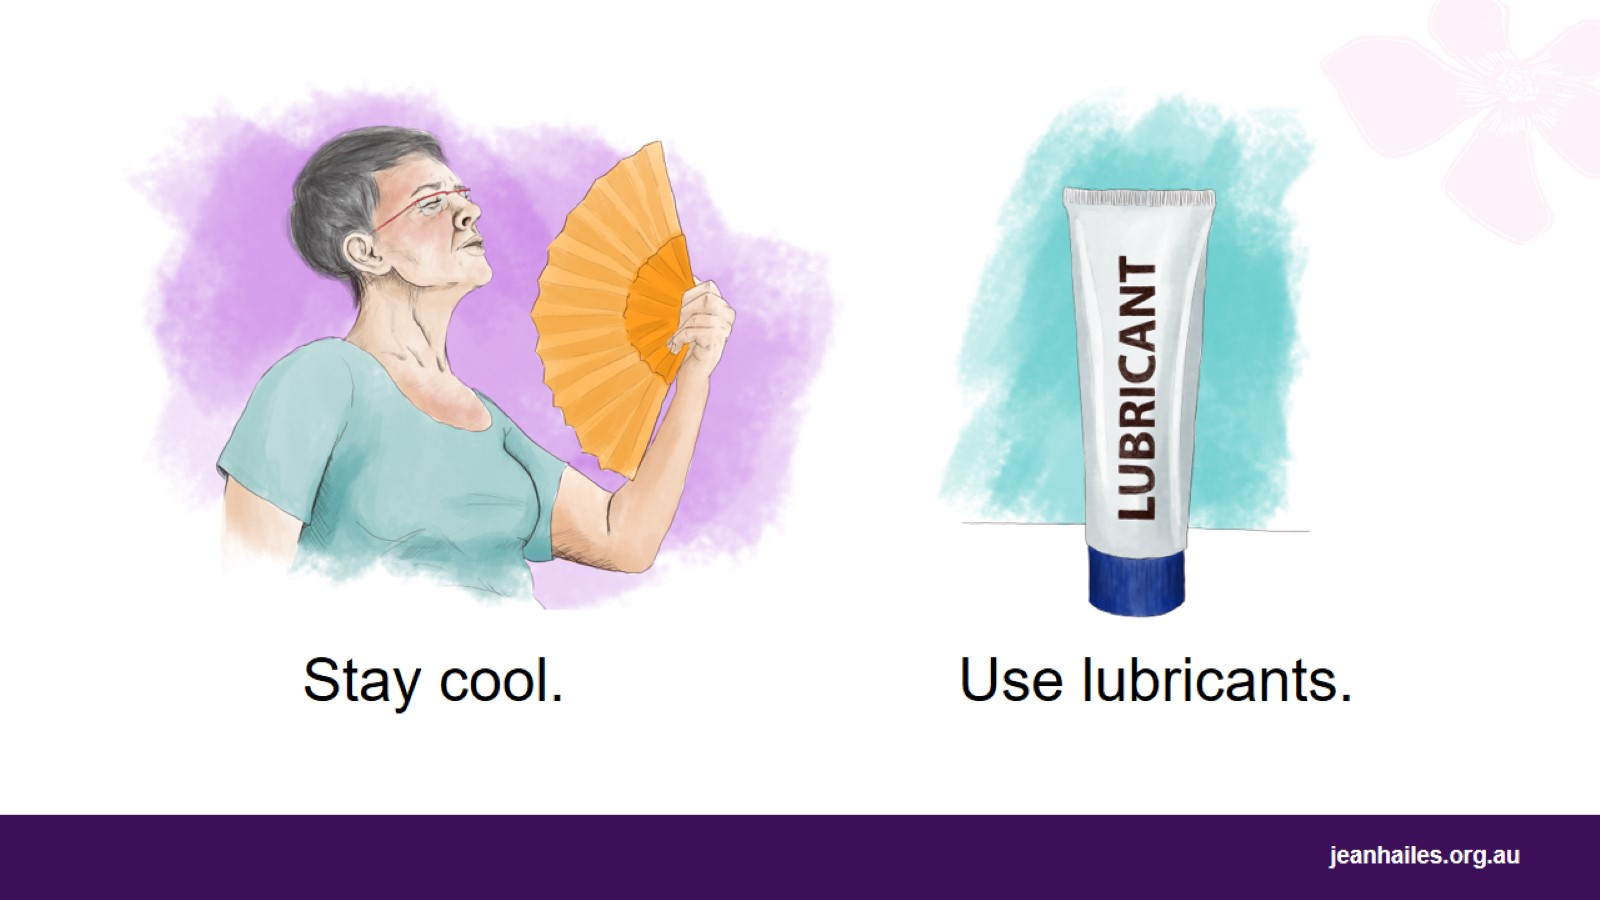 LUBRICANT
Stay cool.
Use lubricants.
jeanhailes.org.au